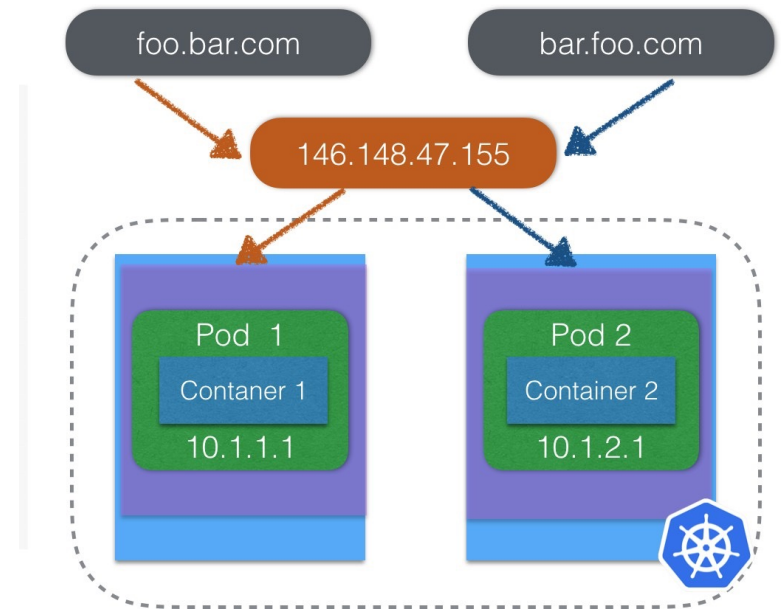 foo.bar.com
bar.foo.com
146.148.47.155
Pod 1
Contaner 1
10.1.1.1
Pod 2
Container 2
10.1.2.1